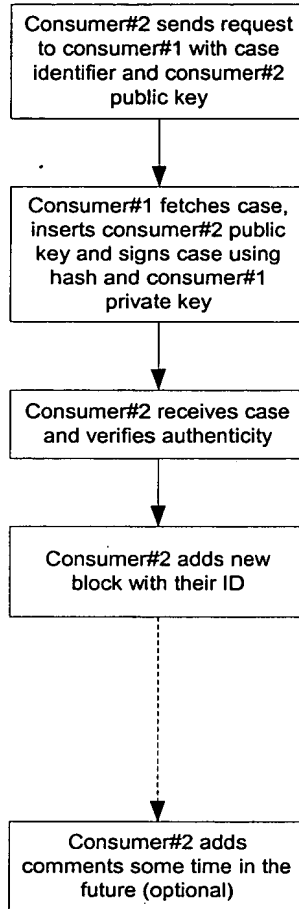 Consumer#2 sends request
to consumer#1 with case
identifier and consumer#2
public key
Consumer#1 fetches case,
inserts consumer#2 public
key and signs case using
hash and consumer#1
private key
Consumer#2 receives case
and verifies authenticity
Consumer#2 adds new
block with their ID
Consumer#2 adds
comments some time in the
future (optional)